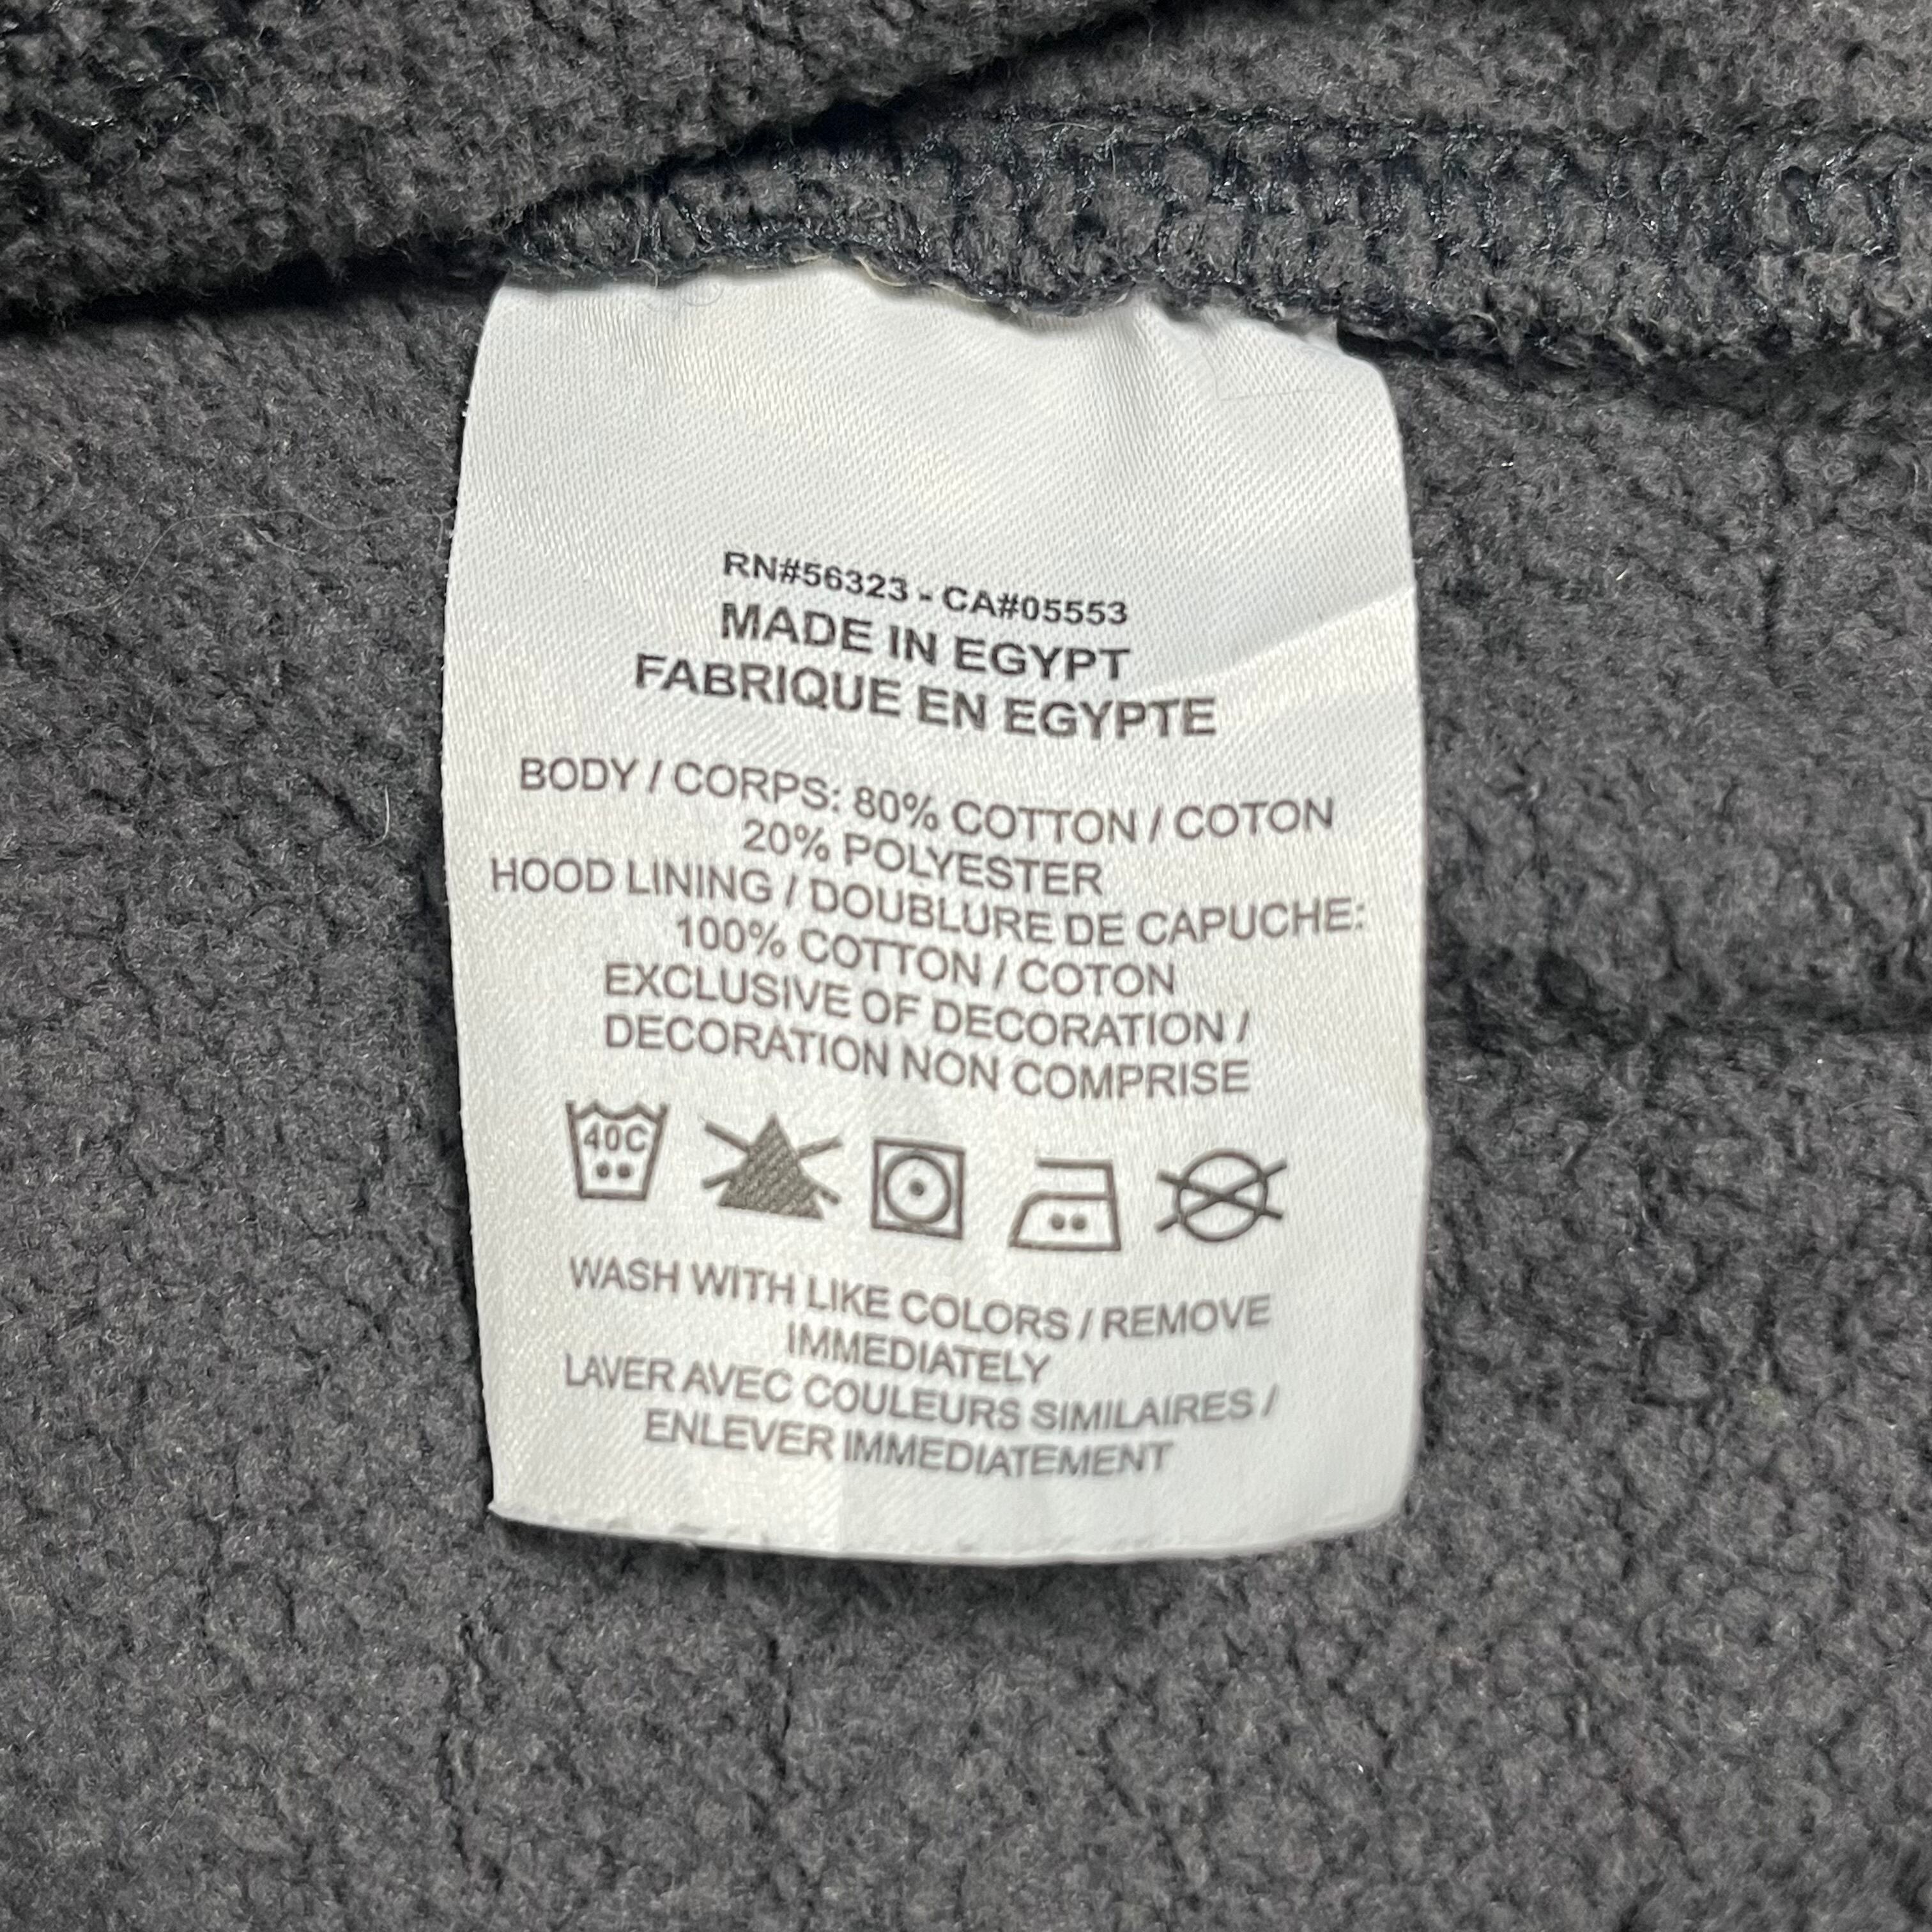 RN#56323 - CA#05553
MADE IN EGYPT
FABRIQUE EN EGYPTE
BODY / CORPS: 80% COTTON / COTON
20% POLYESTER
HOOD LINING / DOUBLURE DE CAPUCHE:
100% COTTON / COTON
EXCLUSIVE OF DECORATION /
DECORATION NON COMPRISE
40C
WASH WITH LIKE COLORS / REMOVE
IMMEDIATELY
LAVER AVEC COULEURS SIMILAIRES /
ENLEVER IMMEDIATEMENT